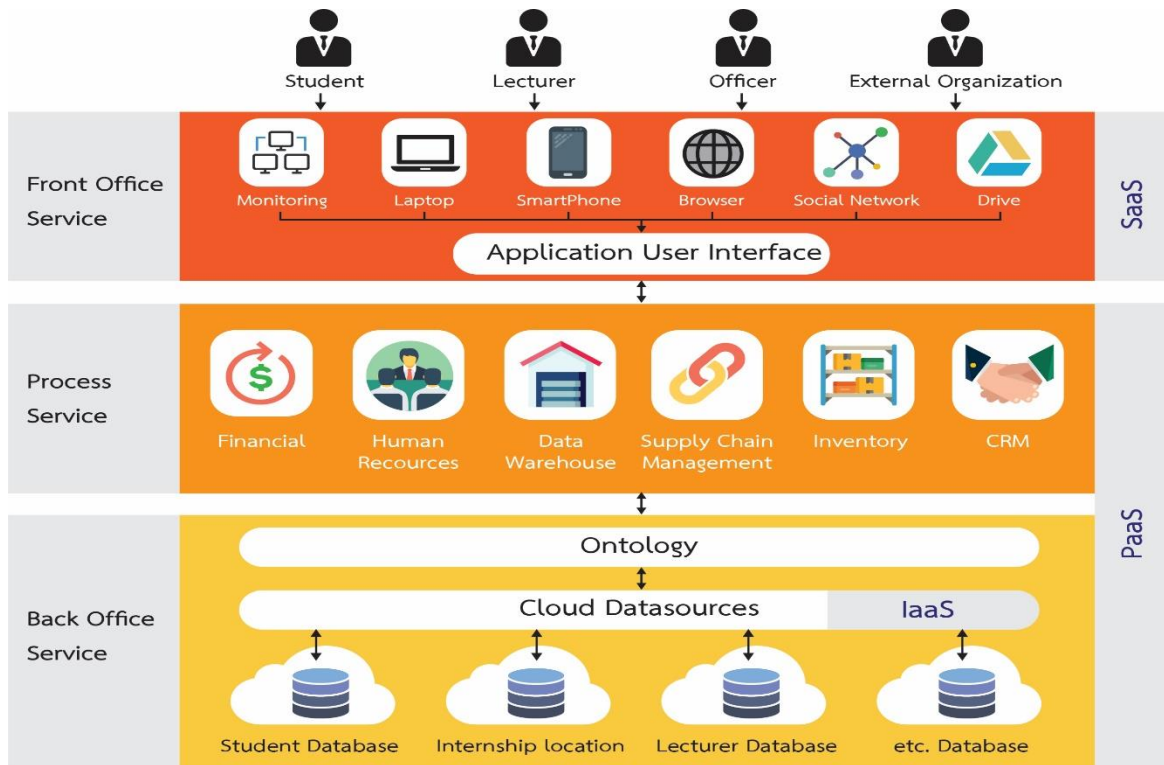 Student
Lecturer
Officer
External Organization
Front Office
Service
Monitoring
Laptop
SmartPhone
Browser
Social Network
Drive
Application User Interface
SaaS
Process
Service
$
Financial
Human
Recources
Data
Warehouse
Supply Chain
Management
Inventory
CRM
PaaS
Back Office
Service
Ontology
Cloud Datasources
IaaS
Student Database
Internship location
Lecturer Database
etc. Database